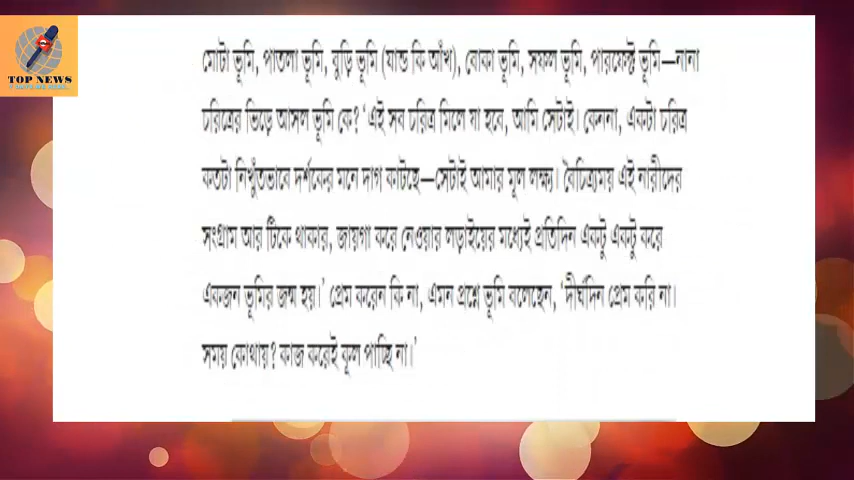 TOP NEWS
মোটা ভূমি, পাতলা ভূমি, বুড়ি ভূমি (ষান্ড কি আঁখ), বোকা ভূমি, সফল ভূমি, পারফেক্ট ভূমি—নানা
চরিত্রের ভিড়ে আসল ভূমি কে? ‘এই সব চরিত্র মিলে যা হবে, আমি সেটাই। কেননা, একটা চরিত্র
কতটা নিখুঁতভাবে দর্শকের মনে দাগ কাটছে—সেটাই আমার মূল লক্ষ্য। বৈচিত্র্যময় এই নারীদের
সংগ্রাম আর টিকে থাকার, জায়গা করে নেওয়ার লড়াইয়ের মধ্যেই প্রতিদিন একটু একটু করে
একজন ভূমির জন্ম হয়।’ প্রেম করেন কি না, এমন প্রশ্নে ভূমি বলেছেন, ‘দীর্ঘদিন প্রেম করি না।
সময় কোথায়? কাজ করেই কূল পাচ্ছি না।’